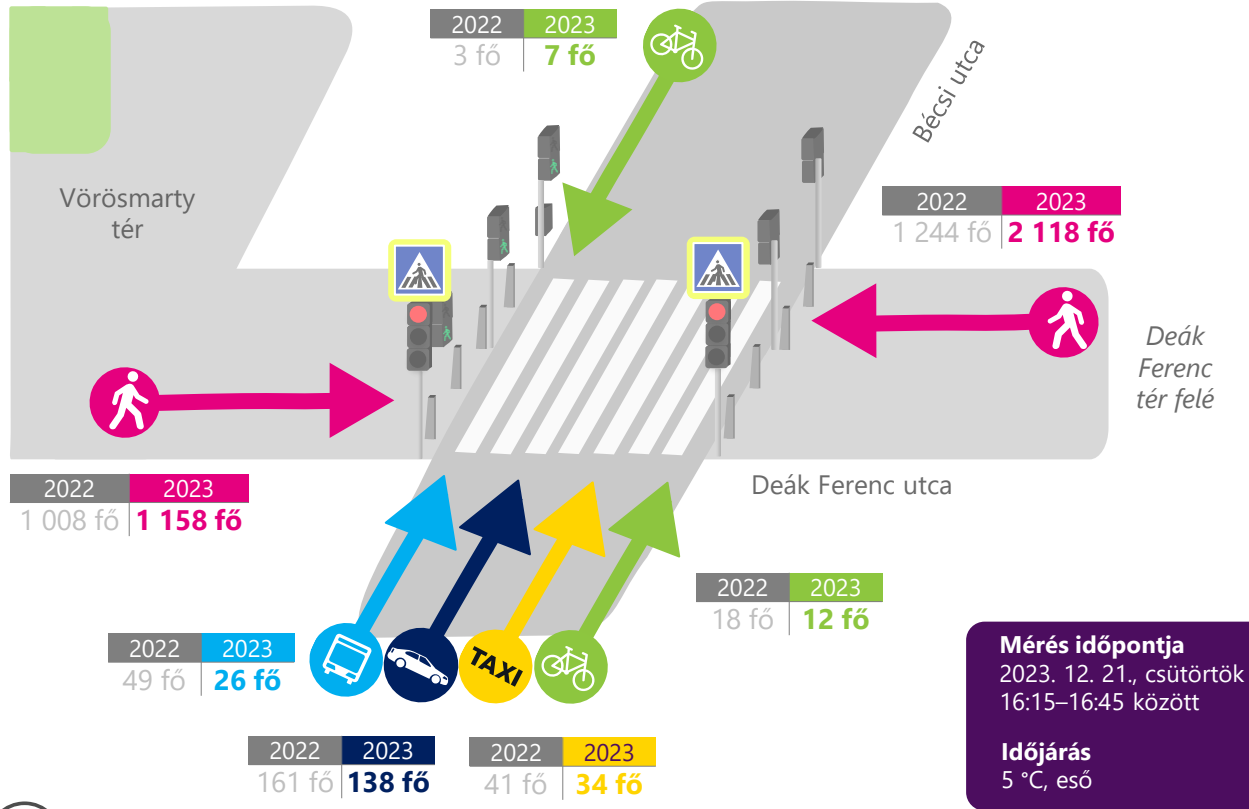 2022 2023
3 fő 7 fő
Bécsi utca
Vörösmarty
tér
2022 2023
1 244 fő 2 118 fő
Deák
Ferenc
tér felé
2022 2023
1 008 fő 1 158 fő
Deák Ferenc utca
2022 2023
18 fő 12 fő
2022 2023
49 fő 26 fő
TAXI
2022 2023
161 fő 138 fő
2022 2023
41 fő 34 fő
Mérés időpontja
2023. 12. 21., csütörtök
16:15–16:45 között
Időjárás
5 °C, eső